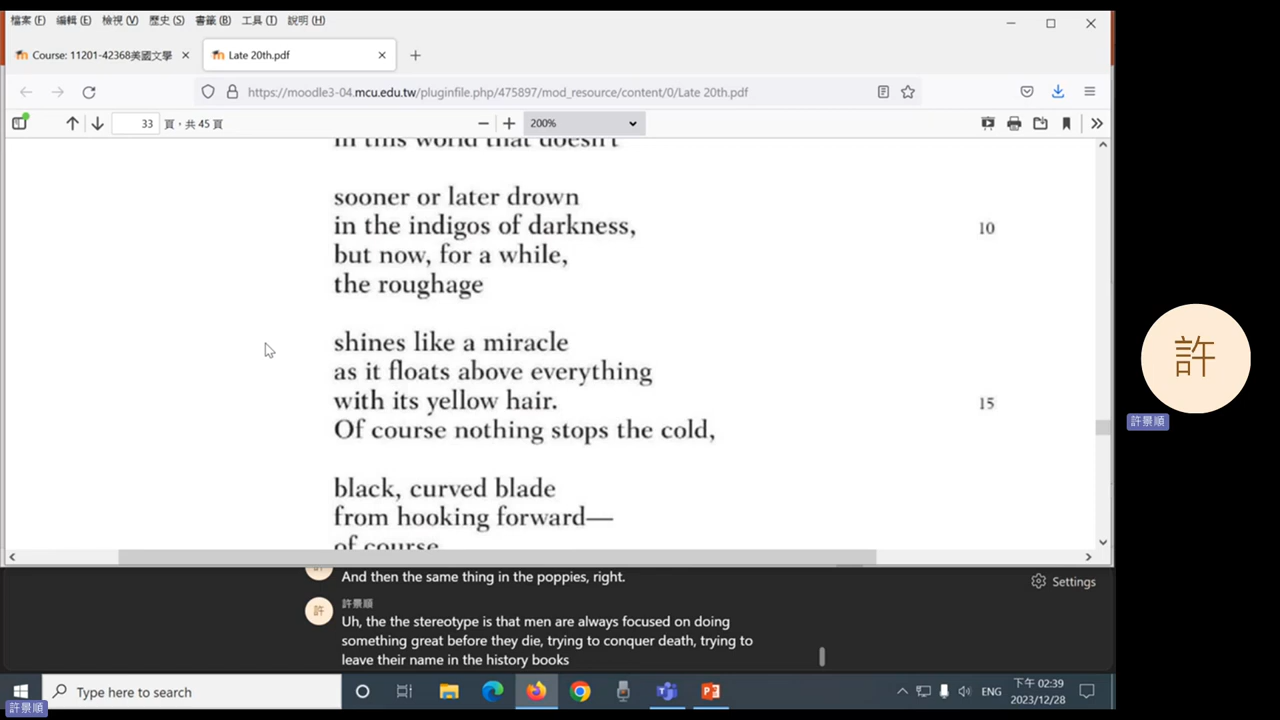 檔案(F) 編輯(E) 檢視(V) 歷史(S) 書籤(B) 工具(T) 說明(H)
Course: 11201-42368美國文學
Late 20th.pdf
https://moodle3-04.mcu.edu.tw/pluginfile.php/475897/mod_resource/content/0/Late 20th.pdf
33 頁，共 45 頁
200%
in this world that doesn't
sooner or later drown
in the indigos of darkness, 10
but now, for a while,
the roughage
shines like a miracle
as it floats above everything
with its yellow hair. 15
Of course nothing stops the cold,
black, curved blade
from hooking forward—
of course
許
許景順
And then the same thing in the poppies, right.
Settings
許
許景順
Uh, the the stereotype is that men are always focused on doing
something great before they die, trying to conquer death, trying to
leave their name in the history books
Type here to search
ENG
下午 02:39
2023/12/28
許景順